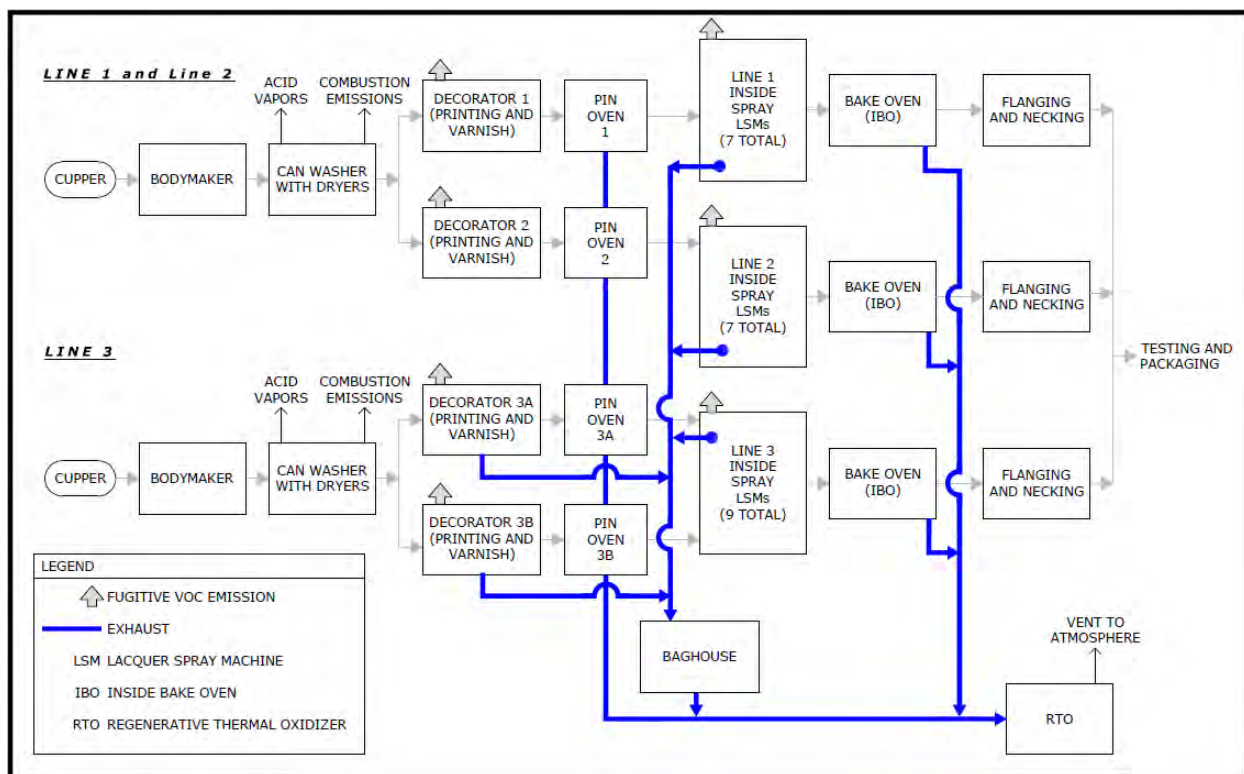 LINE 1 and Line 2
ACID
VAPORS
COMBUSTION
EMISSIONS
CUPPER
BODYMAKER
CAN WASHER
WITH DRYERS
DECORATOR 1
(PRINTING AND
VARNISH)
PIN
OVEN
1
LINE 1
INSIDE
SPRAY
LSMs
(7 TOTAL)
BAKE OVEN
(IBO)
FLANGING
AND NECKING
DECORATOR 2
(PRINTING AND
VARNISH)
PIN
OVEN
2
LINE 2
INSIDE
SPRAY
LSMs
(7 TOTAL)
BAKE OVEN
(IBO)
FLANGING
AND NECKING
TESTING AND
PACKAGING
LINE 3
ACID
VAPORS
COMBUSTION
EMISSIONS
CUPPER
BODYMAKER
CAN WASHER
WITH DRYERS
DECORATOR 3A
(PRINTING AND
VARNISH)
PIN
OVEN
3A
LINE 3
INSIDE
SPRAY
LSMs
(9 TOTAL)
BAKE OVEN
(IBO)
FLANGING
AND NECKING
DECORATOR 3B
(PRINTING AND
VARNISH)
PIN
OVEN
3B
BAGHOUSE
VENT TO
ATMOSPHERE
RTO
LEGEND
FUGITIVE VOC EMISSION
EXHAUST
LSM LACQUER SPRAY MACHINE
IBO INSIDE BAKE OVEN
RTO REGENERATIVE THERMAL OXIDIZER